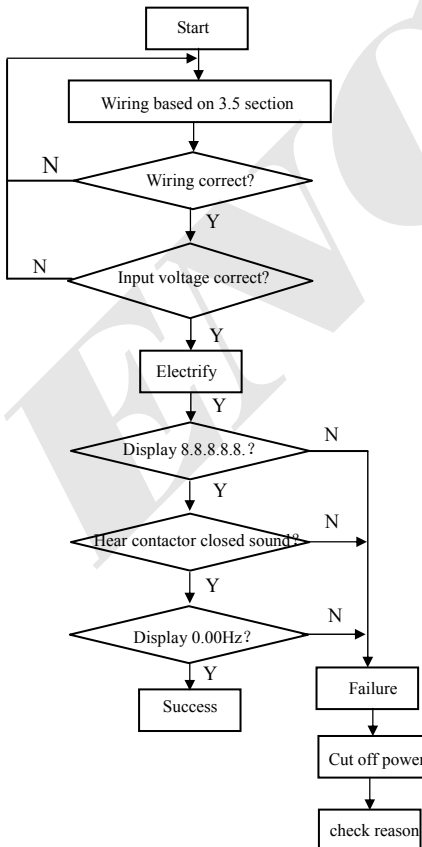 Start
Wiring based on 3.5 section
N
Wiring correct?
Y
N
Input voltage correct?
Y
Electrify
Y
Display 8.8.8.8.8.?
N
Y
Hear contactor closed sound?
N
Y
Display 0.00Hz?
N
Y
Success
Failure
Cut off power
check reason